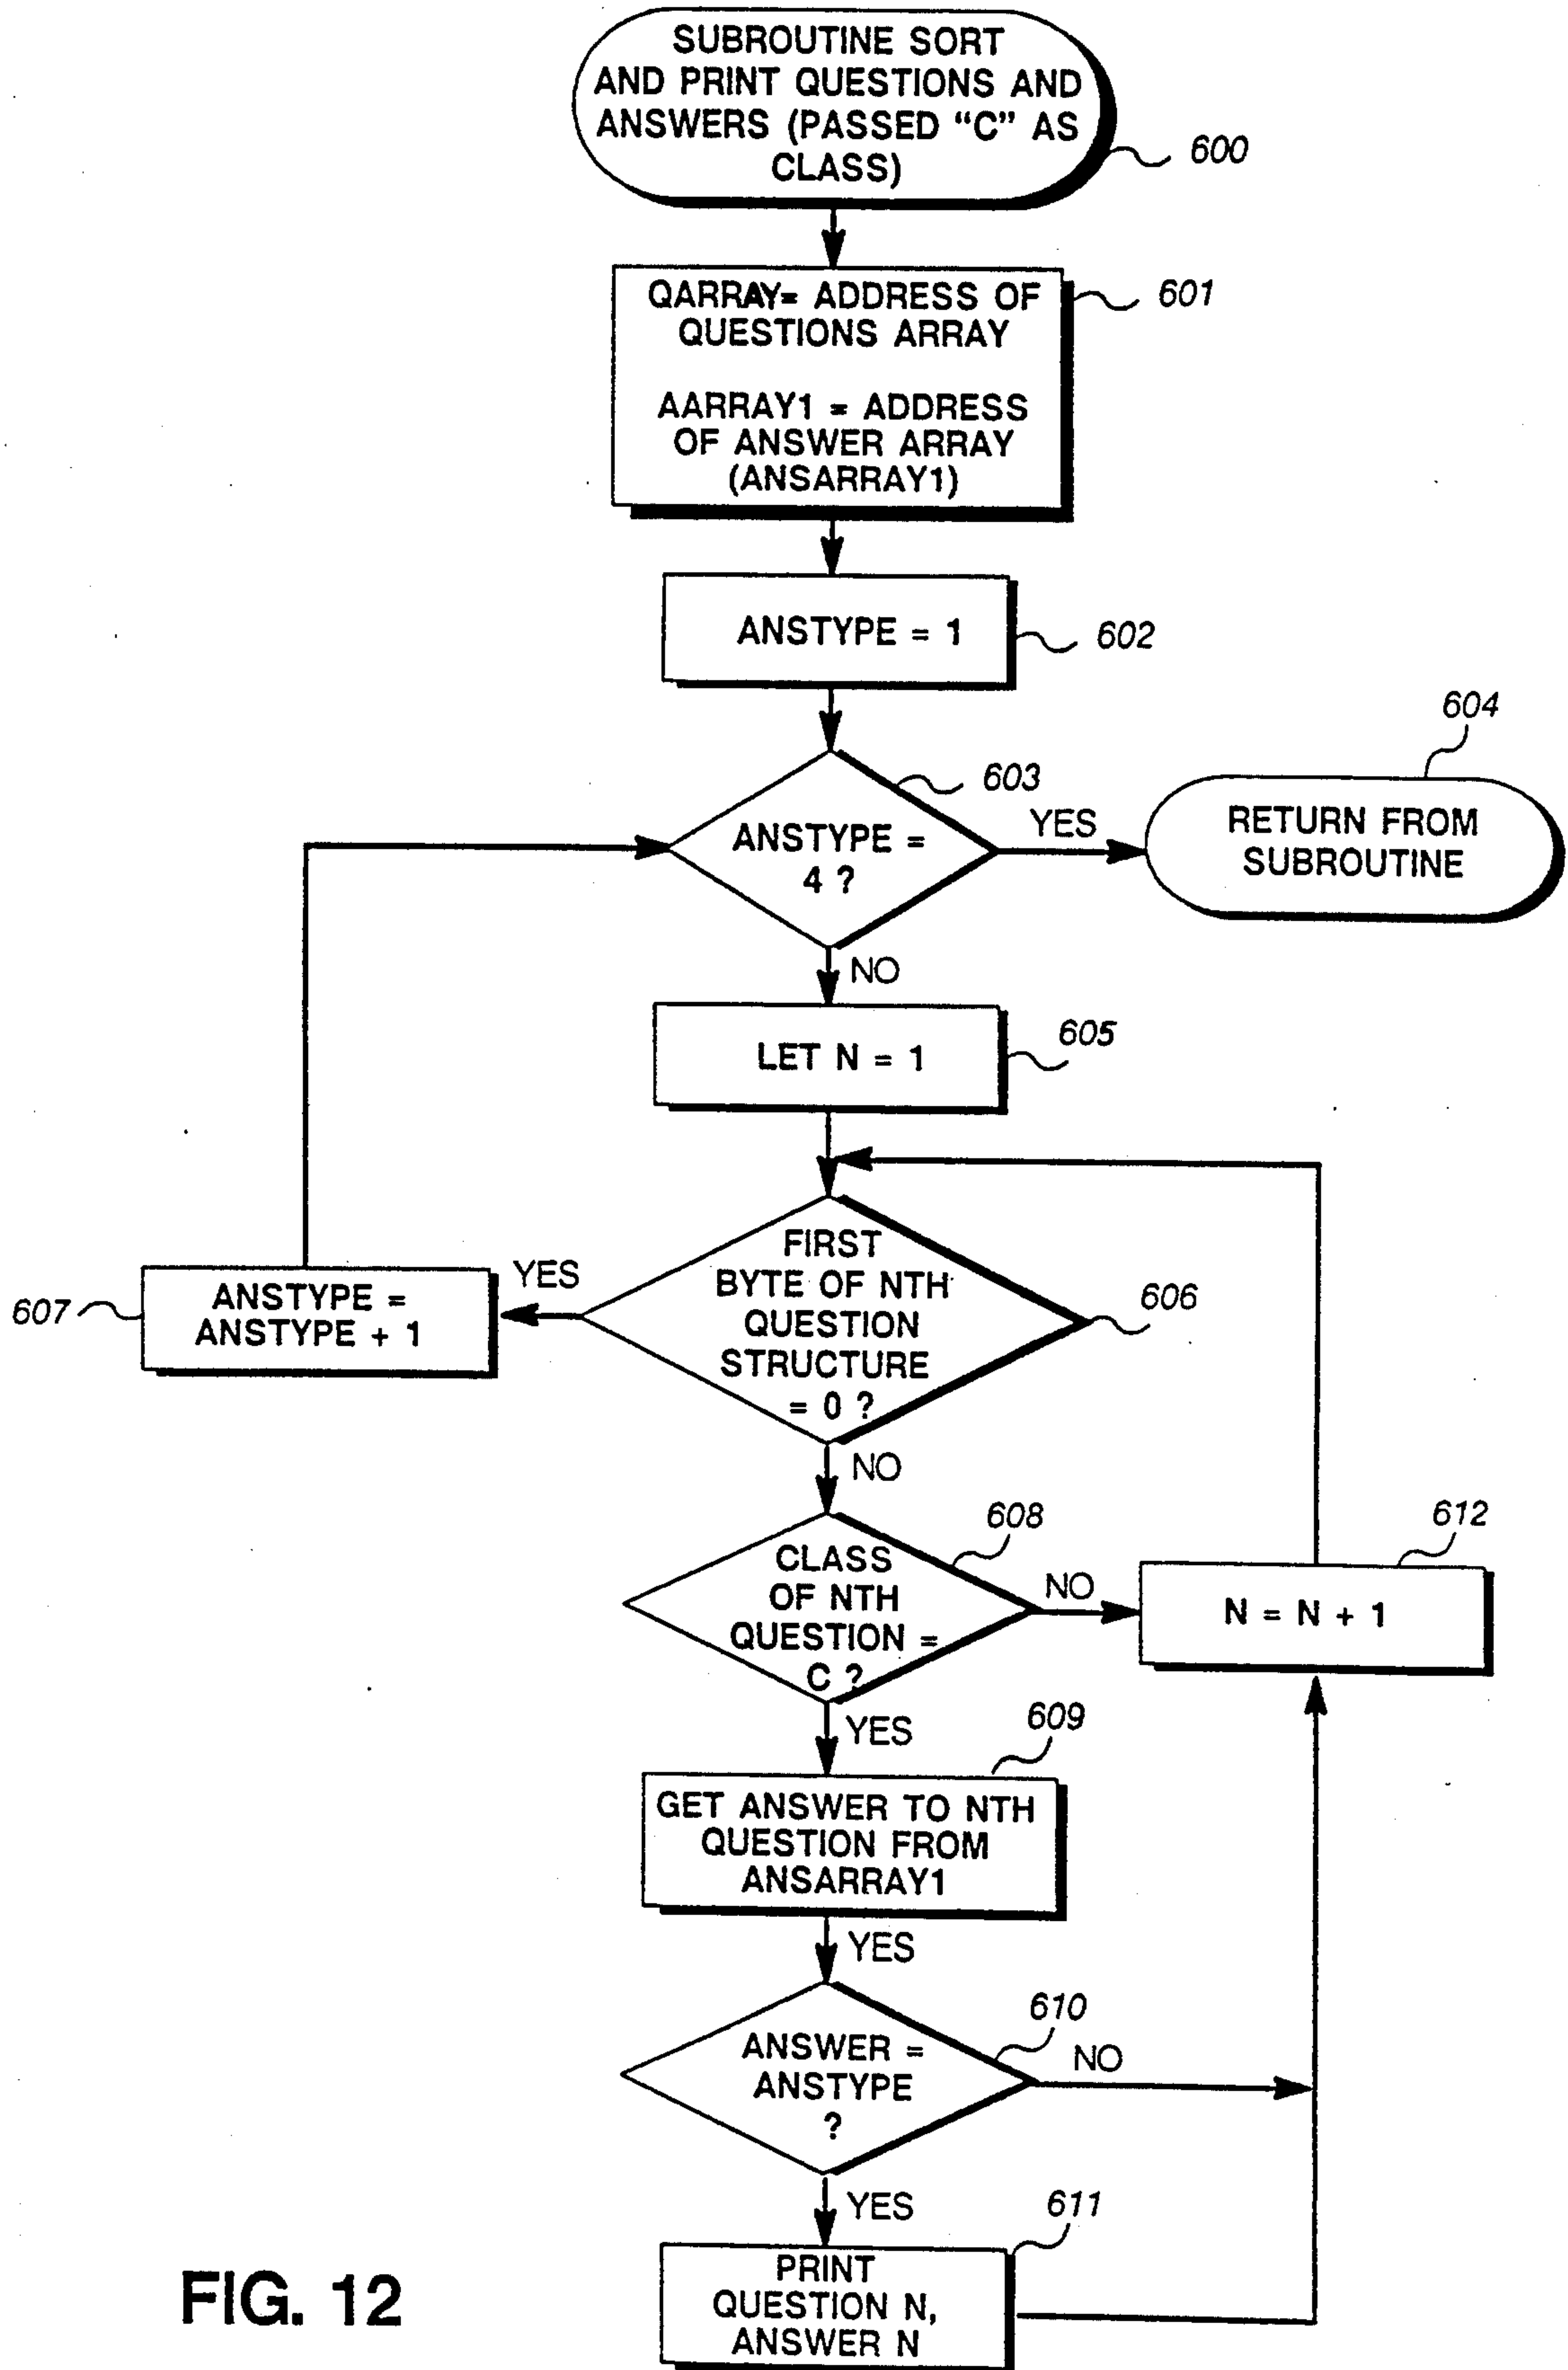 SUBROUTINE SORT
AND PRINT QUESTIONS AND
ANSWERS (PASSED "C" AS
CLASS)
600
QARRAY= ADDRESS OF
QUESTIONS ARRAY
AARRAY1 = ADDRESS
OF ANSWER ARRAY
(ANSARRAY1)
601
ANSTYPE = 1
602
603
ANSTYPE =
4 ?
YES
604
RETURN FROM
SUBROUTINE
NO
LET N = 1
605
FIRST
BYTE OF NTH
QUESTION
STRUCTURE
= 0 ?
606
YES
607
ANSTYPE =
ANSTYPE + 1
NO
608
CLASS
OF NTH
QUESTION =
C ?
NO
612
N = N + 1
YES
609
GET ANSWER TO NTH
QUESTION FROM
ANSARRAY1
YES
610
ANSWER =
ANSTYPE
?
NO
YES
611
PRINT
QUESTION N,
ANSWER N
FIG. 12